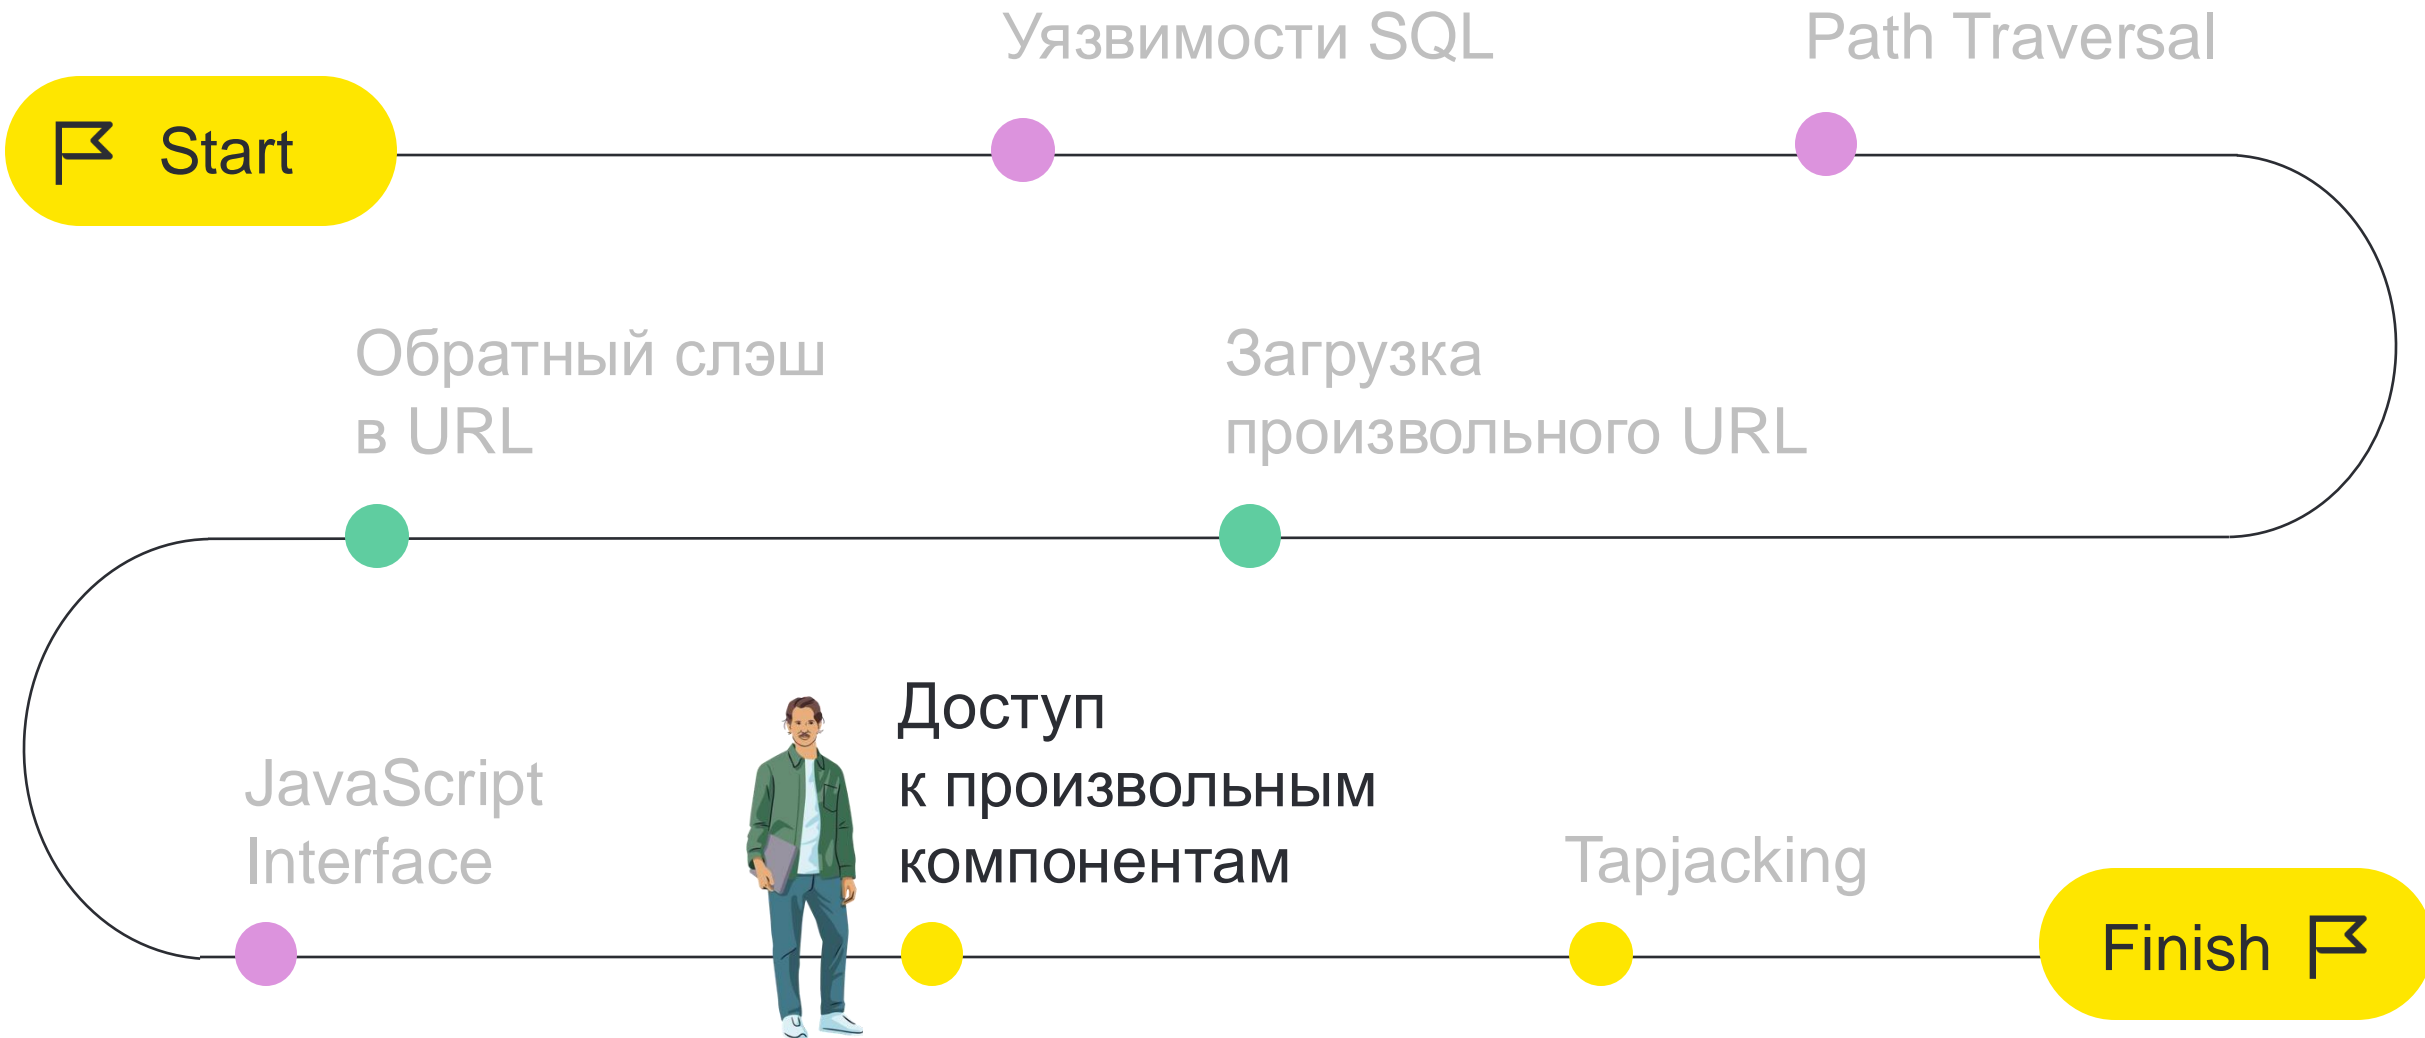 Уязвимости SQL
Path Traversal
Start
Обратный слэш
в URL
Загрузка
произвольного URL
JavaScript
Interface
Доступ
к произвольным
компонентам
Tapjacking
Finish